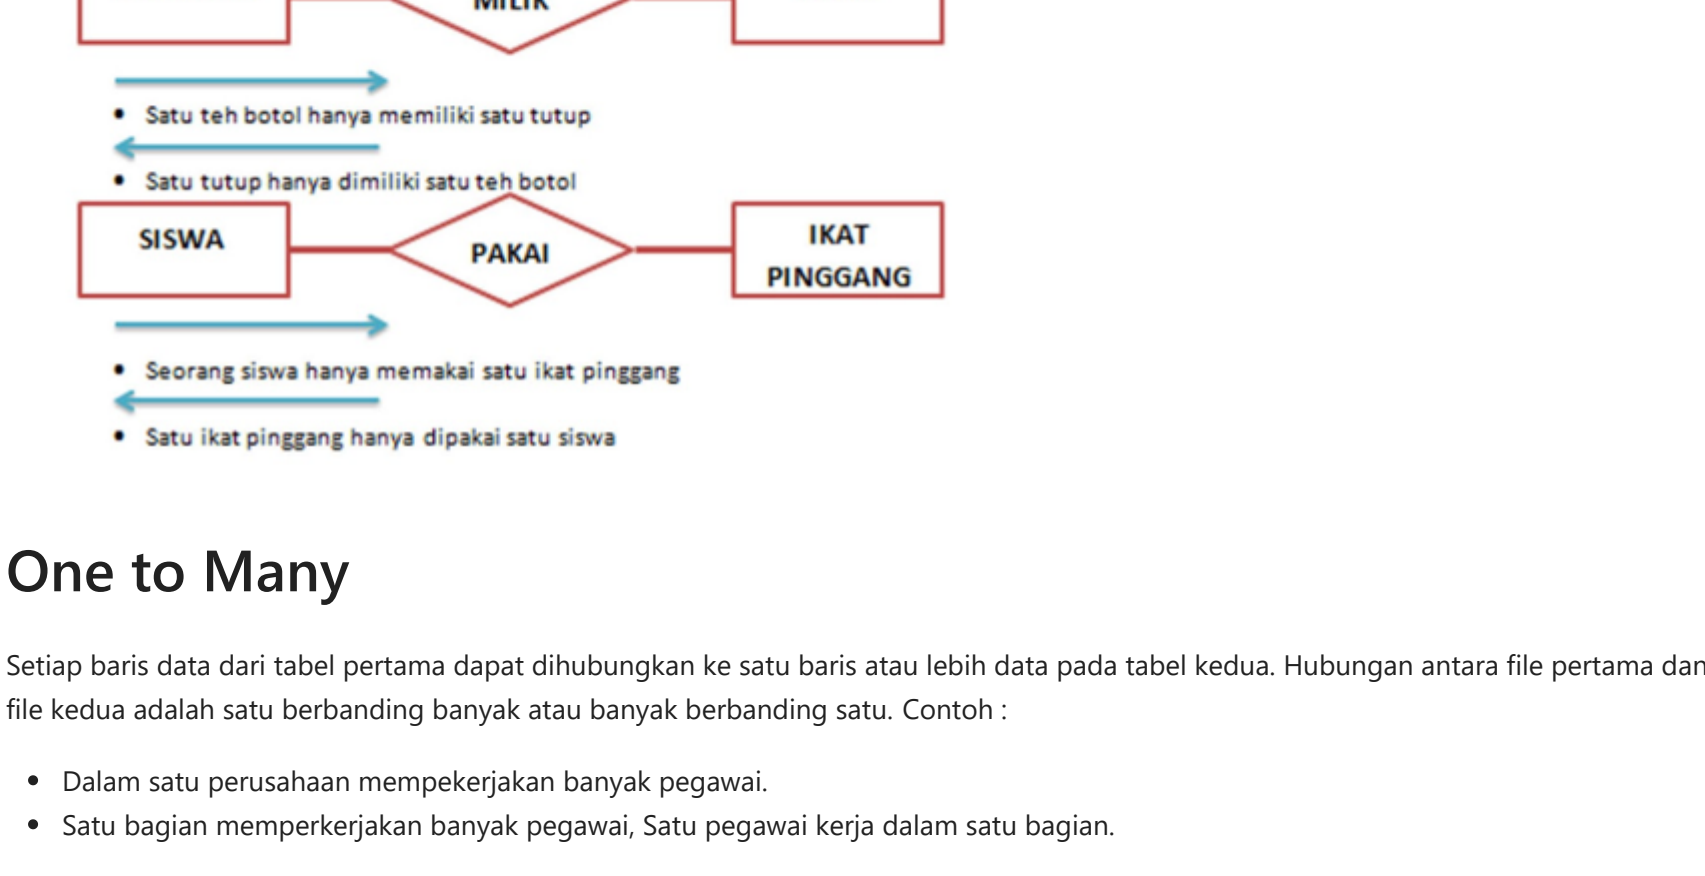 MILIK
Satu teh botol hanya memiliki satu tutup
Satu tutup hanya dimiliki satu teh botol
SISWA
PAKAI
IKAT
PINGGANG
Seorang siswa hanya memakai satu ikat pinggang
Satu ikat pinggang hanya dipakai satu siswa
One to Many
Setiap baris data dari tabel pertama dapat dihubungkan ke satu baris atau lebih data pada tabel kedua. Hubungan antara file pertama dan
file kedua adalah satu berbanding banyak atau banyak berbanding satu. Contoh :
Dalam satu perusahaan mempekerjakan banyak pegawai.
Satu bagian memperkerjakan banyak pegawai, Satu pegawai kerja dalam satu bagian.